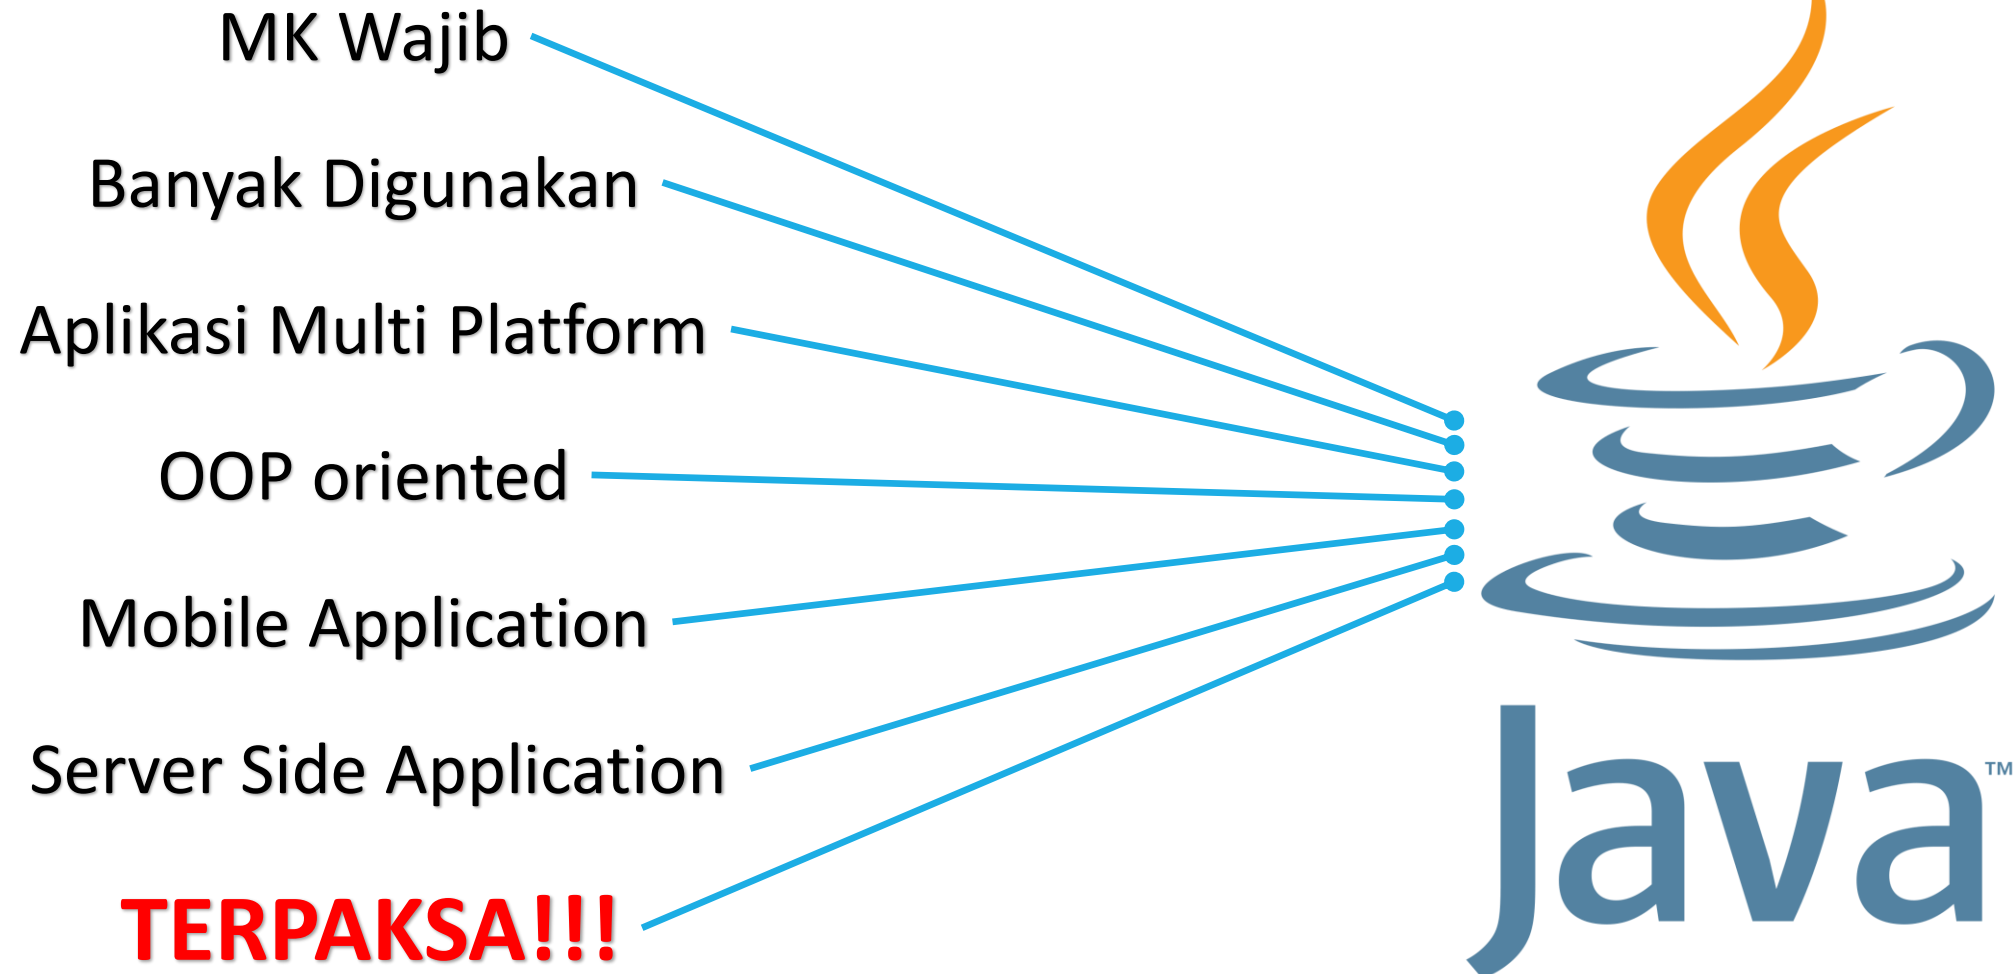 MK Wajib
Banyak Digunakan
Aplikasi Multi Platform
OOP oriented
Mobile Application
Server Side Application
TERPAKSA!!!
Java™